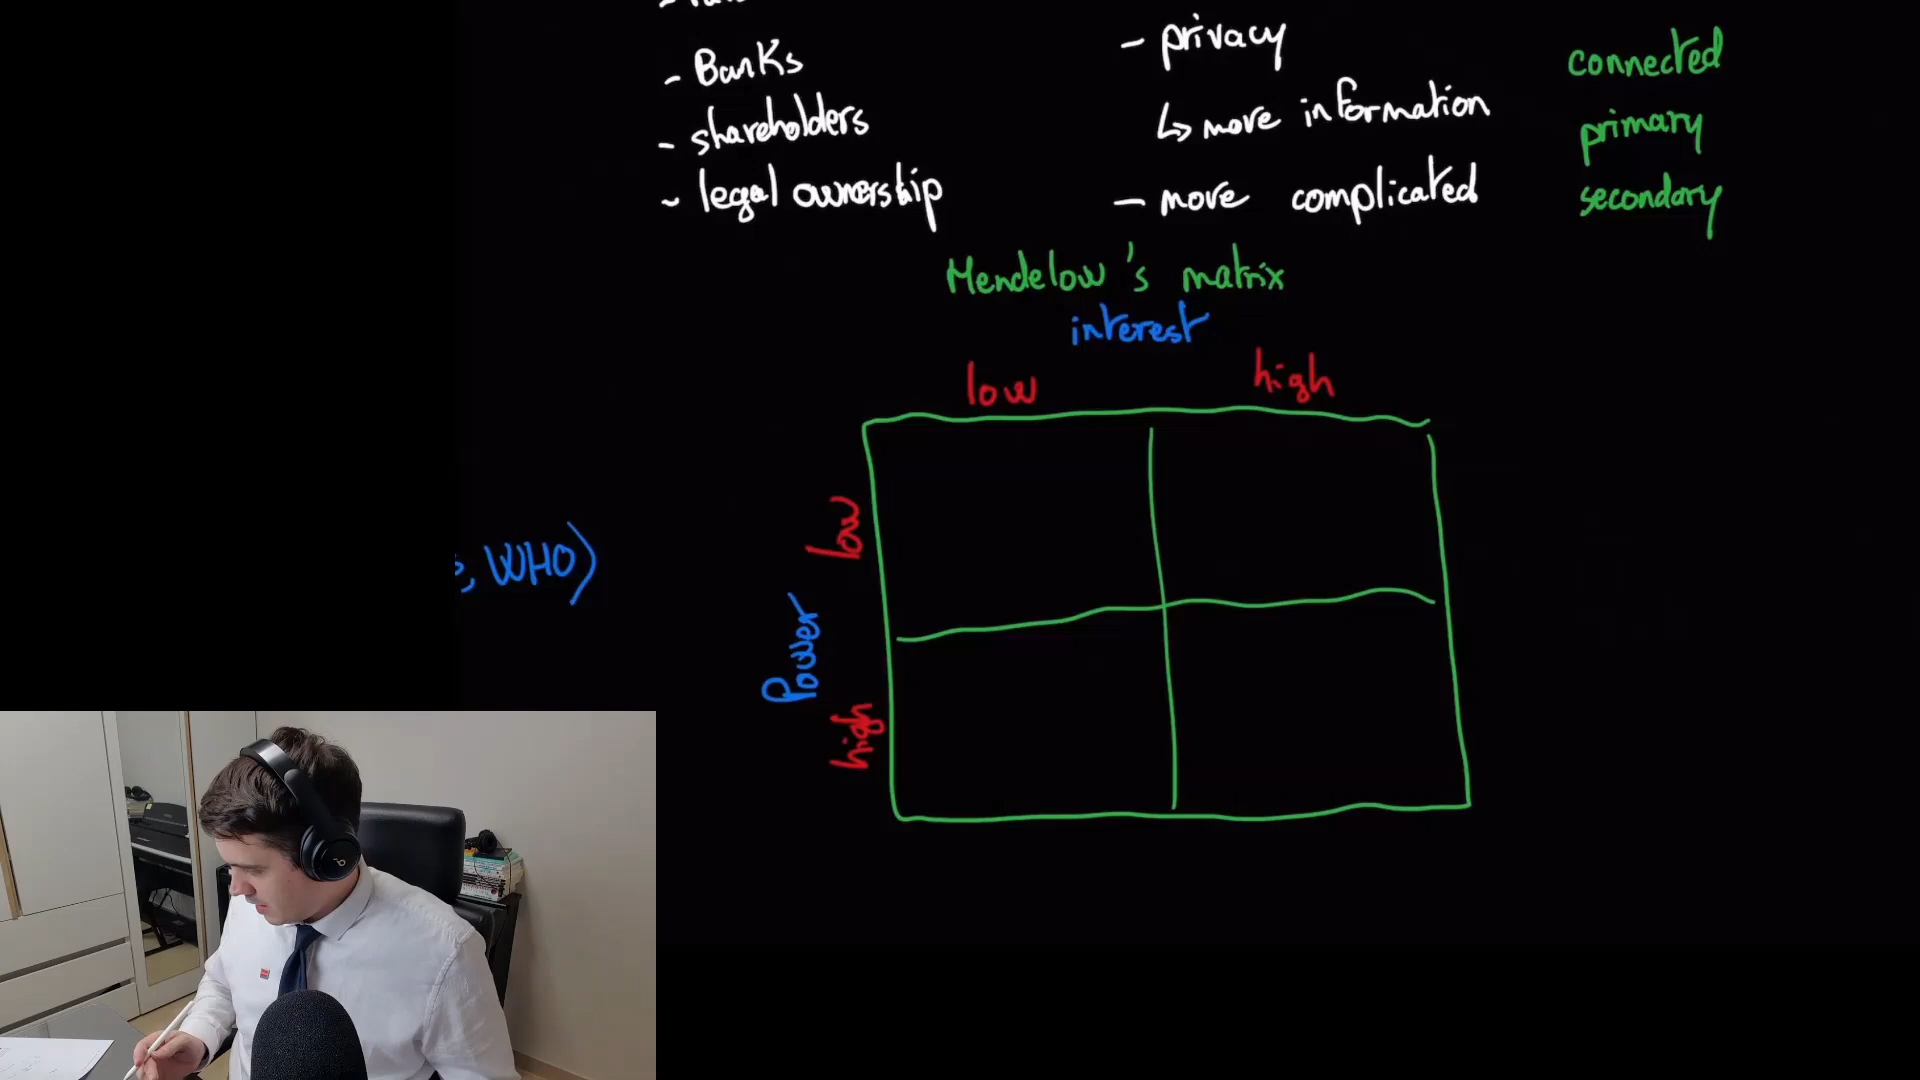 - Banks
- shareholders
- legal ownership
- privacy
↳ more information
- more complicated
connected
primary
secondary
Mendelow's matrix
interest
low high
low
Power
high
, WHO)